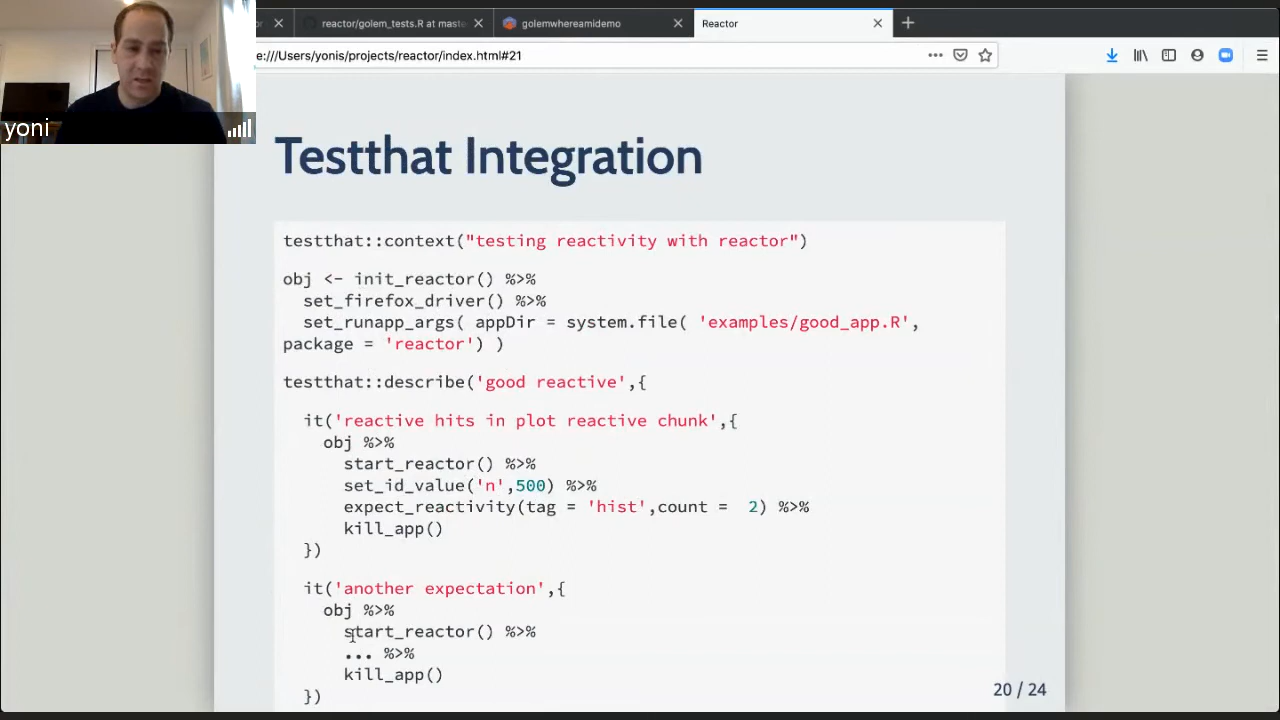 reactor/golem_tests.R at maste
golemwhereamidemo
Reactor
e:///Users/yonis/projects/reactor/index.html#21
yoni
Testthat Integration
testthat::context("testing reactivity with reactor")
obj <- init_reactor() %>%
set_firefox_driver() %>%
set_runapp_args( appDir = system.file( 'examples/good_app.R',
package = 'reactor') )
testthat::describe('good reactive',{
it('reactive hits in plot reactive chunk',{
obj %>%
start_reactor() %>%
set_id_value('n',500) %>%
expect_reactivity(tag = 'hist',count =  2) %>%
kill_app()
})
it('another expectation',{
obj %>%
start_reactor() %>%
... %>%
kill_app()
})
20 / 24